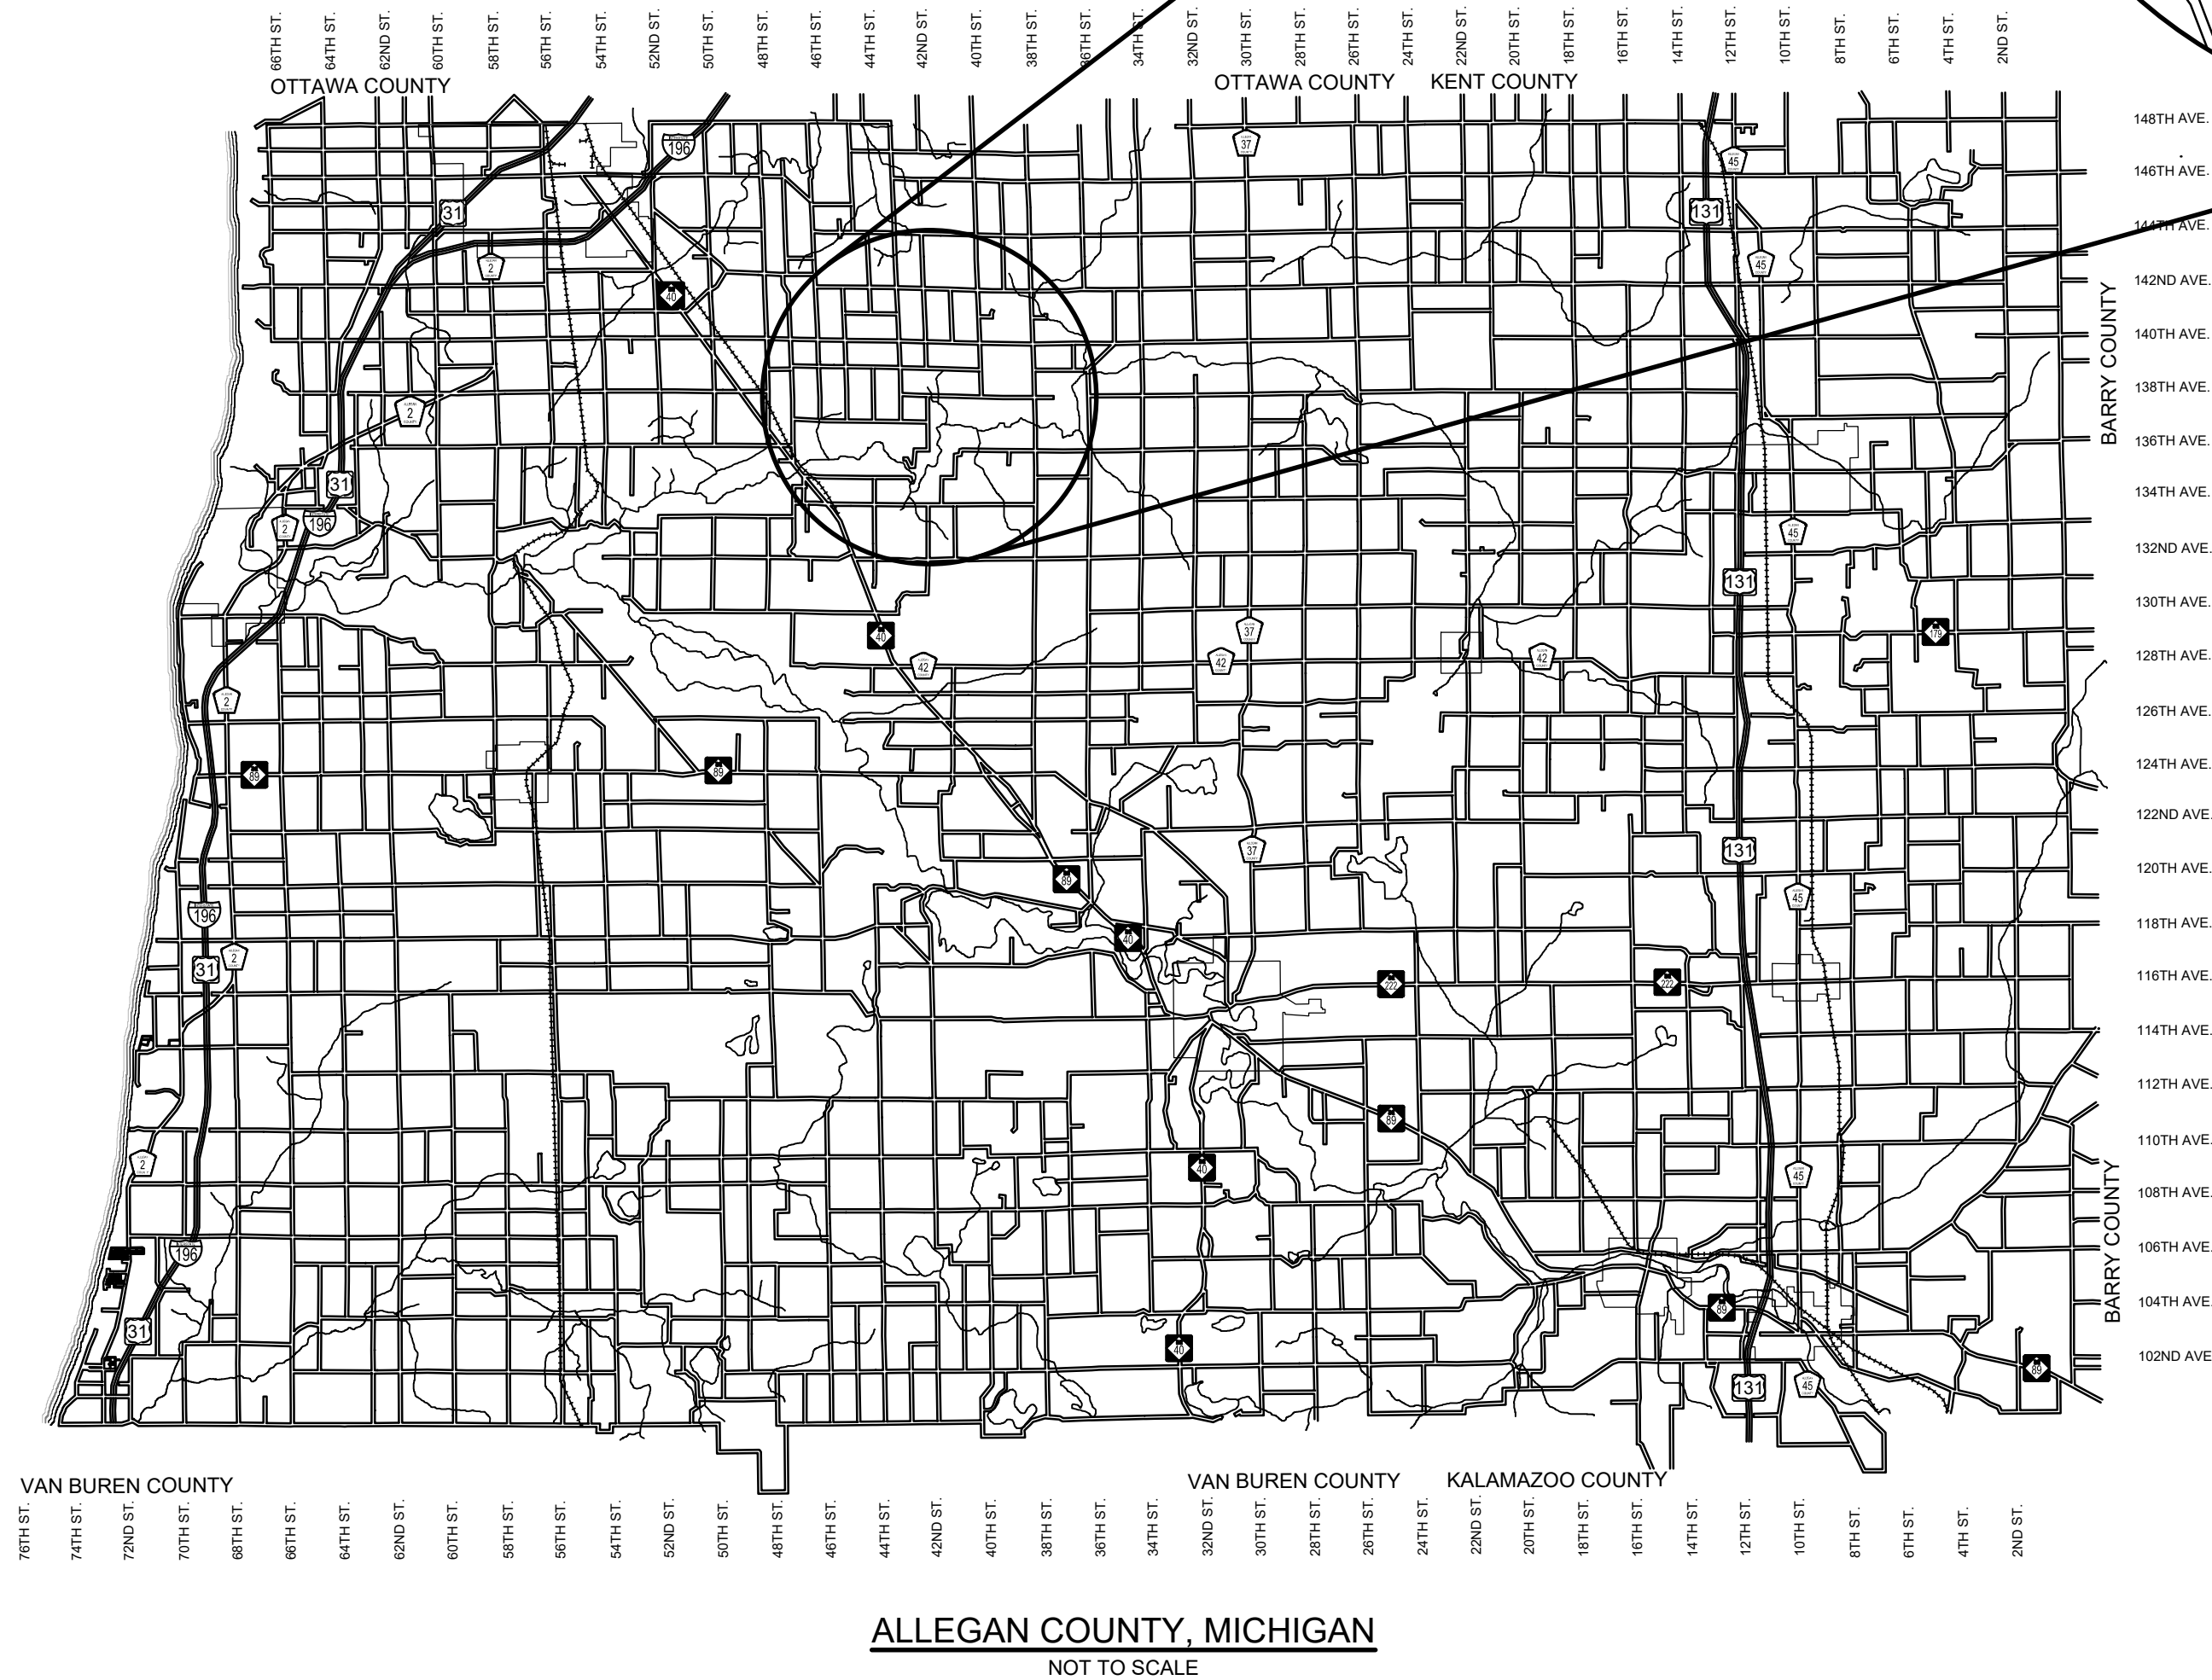 66TH ST.
64TH ST.
62ND ST.
60TH ST.
58TH ST.
56TH ST.
54TH ST.
52ND ST.
50TH ST.
48TH ST.
46TH ST.
44TH ST.
42ND ST.
40TH ST.
38TH ST.
36TH ST.
34TH ST.
32ND ST.
30TH ST.
28TH ST.
26TH ST.
24TH ST.
22ND ST.
20TH ST.
18TH ST.
16TH ST.
14TH ST.
12TH ST.
10TH ST.
8TH ST.
6TH ST.
4TH ST.
2ND ST.
OTTAWA COUNTY
OTTAWA COUNTY
KENT COUNTY
148TH AVE.
146TH AVE.
144TH AVE.
142ND AVE.
140TH AVE.
138TH AVE.
136TH AVE.
134TH AVE.
132ND AVE.
130TH AVE.
128TH AVE.
126TH AVE.
124TH AVE.
122ND AVE.
120TH AVE.
118TH AVE.
116TH AVE.
114TH AVE.
112TH AVE.
110TH AVE.
108TH AVE.
106TH AVE.
104TH AVE.
102ND AVE
BARRY COUNTY
BARRY COUNTY
37
196
45
31
131
2
45
40
2
31
196
2
45
131
37
40
179
42
42
42
2
89
89
37
131
89
45
196
40
2
31
222
222
89
2
40
45
196
89
31
40
89
131
45
VAN BUREN COUNTY
VAN BUREN COUNTY
KALAMAZOO COUNTY
76TH ST.
74TH ST.
72ND ST.
70TH ST.
68TH ST.
66TH ST.
64TH ST.
62ND ST.
60TH ST.
58TH ST.
56TH ST.
54TH ST.
52ND ST.
50TH ST.
48TH ST.
46TH ST.
44TH ST.
42ND ST.
40TH ST.
38TH ST.
36TH ST.
34TH ST.
32ND ST.
30TH ST.
28TH ST.
26TH ST.
24TH ST.
22ND ST.
20TH ST.
18TH ST.
16TH ST.
14TH ST.
12TH ST.
10TH ST.
8TH ST.
6TH ST.
4TH ST.
2ND ST.
ALLEGAN COUNTY, MICHIGAN
NOT TO SCALE